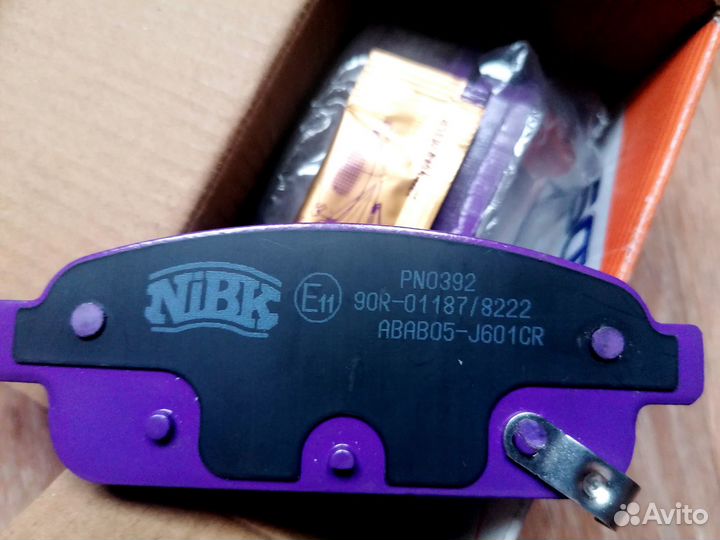 NiBK
E11
PN0392
90R-01187/8222
ABAB05-J601CR
Avito